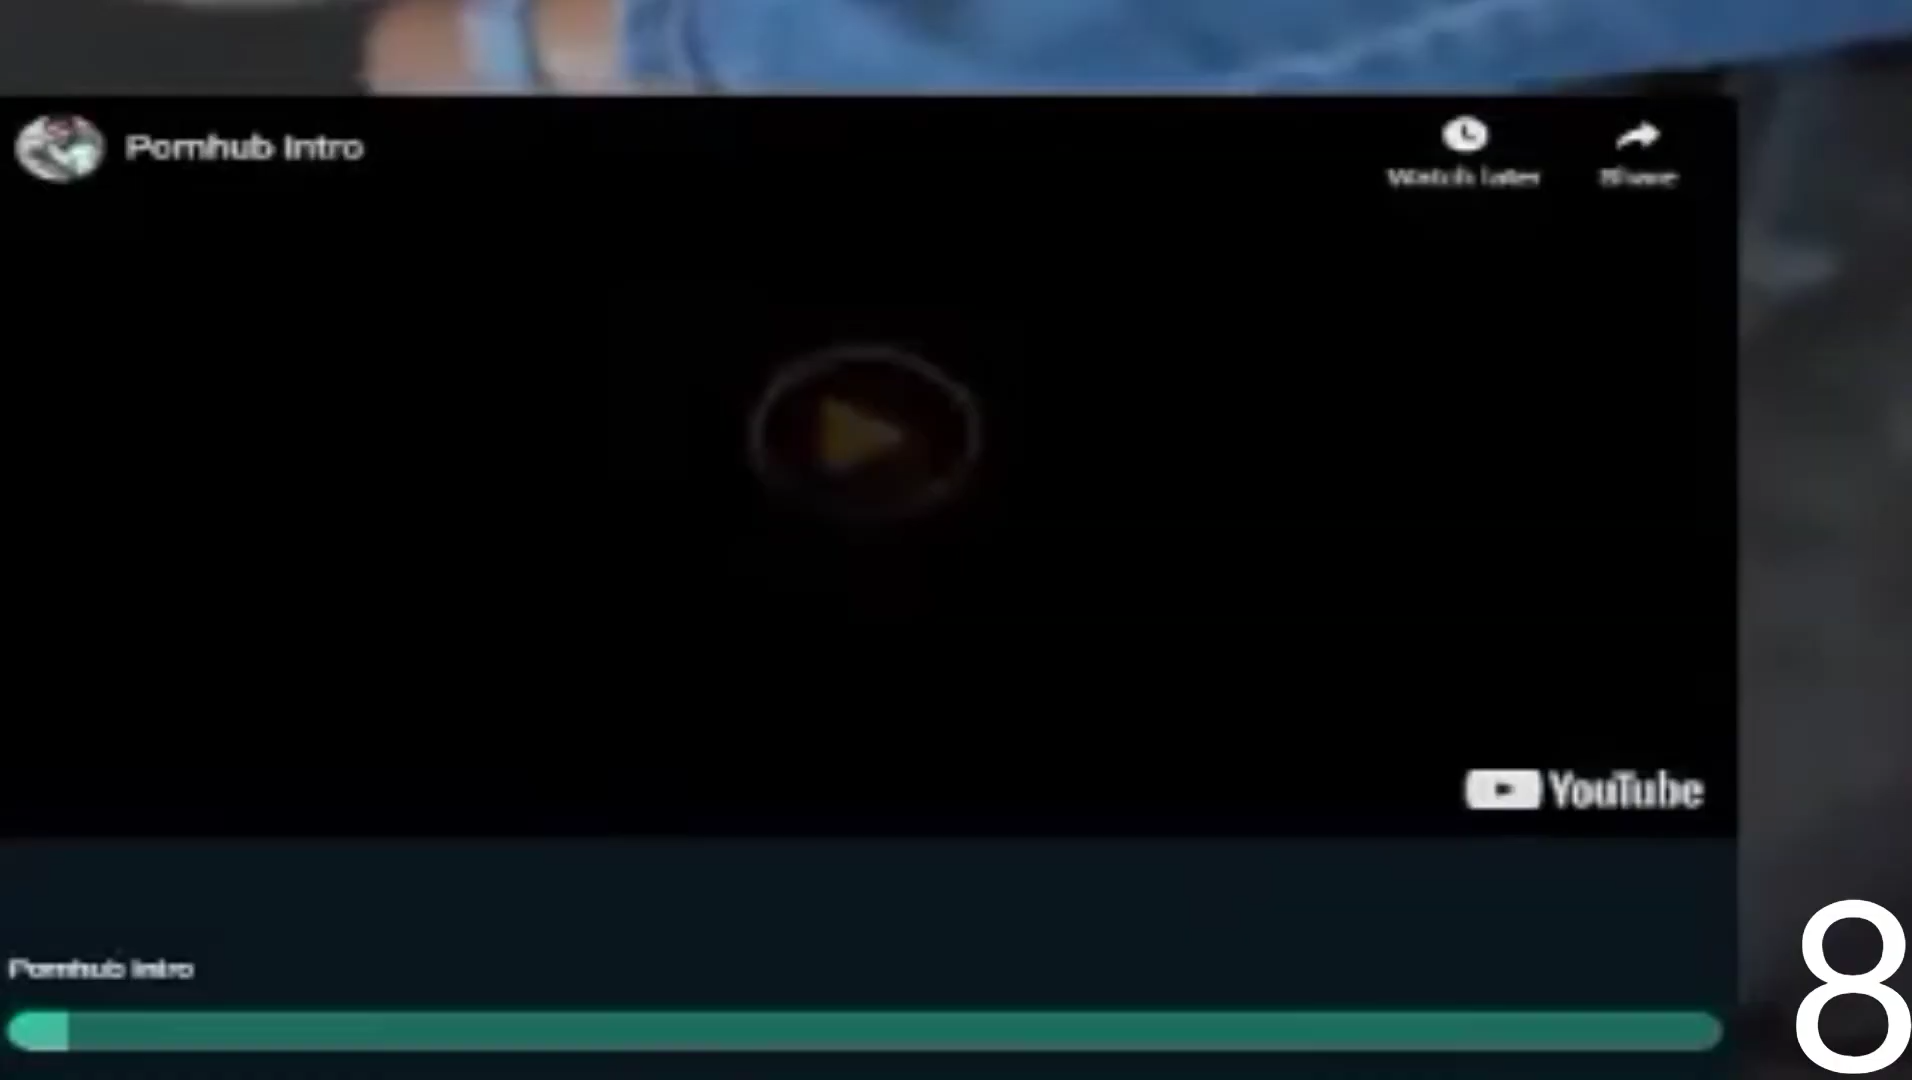 Pornhub Intro
Watch later
Share
YouTube
Pornhub Intro
8